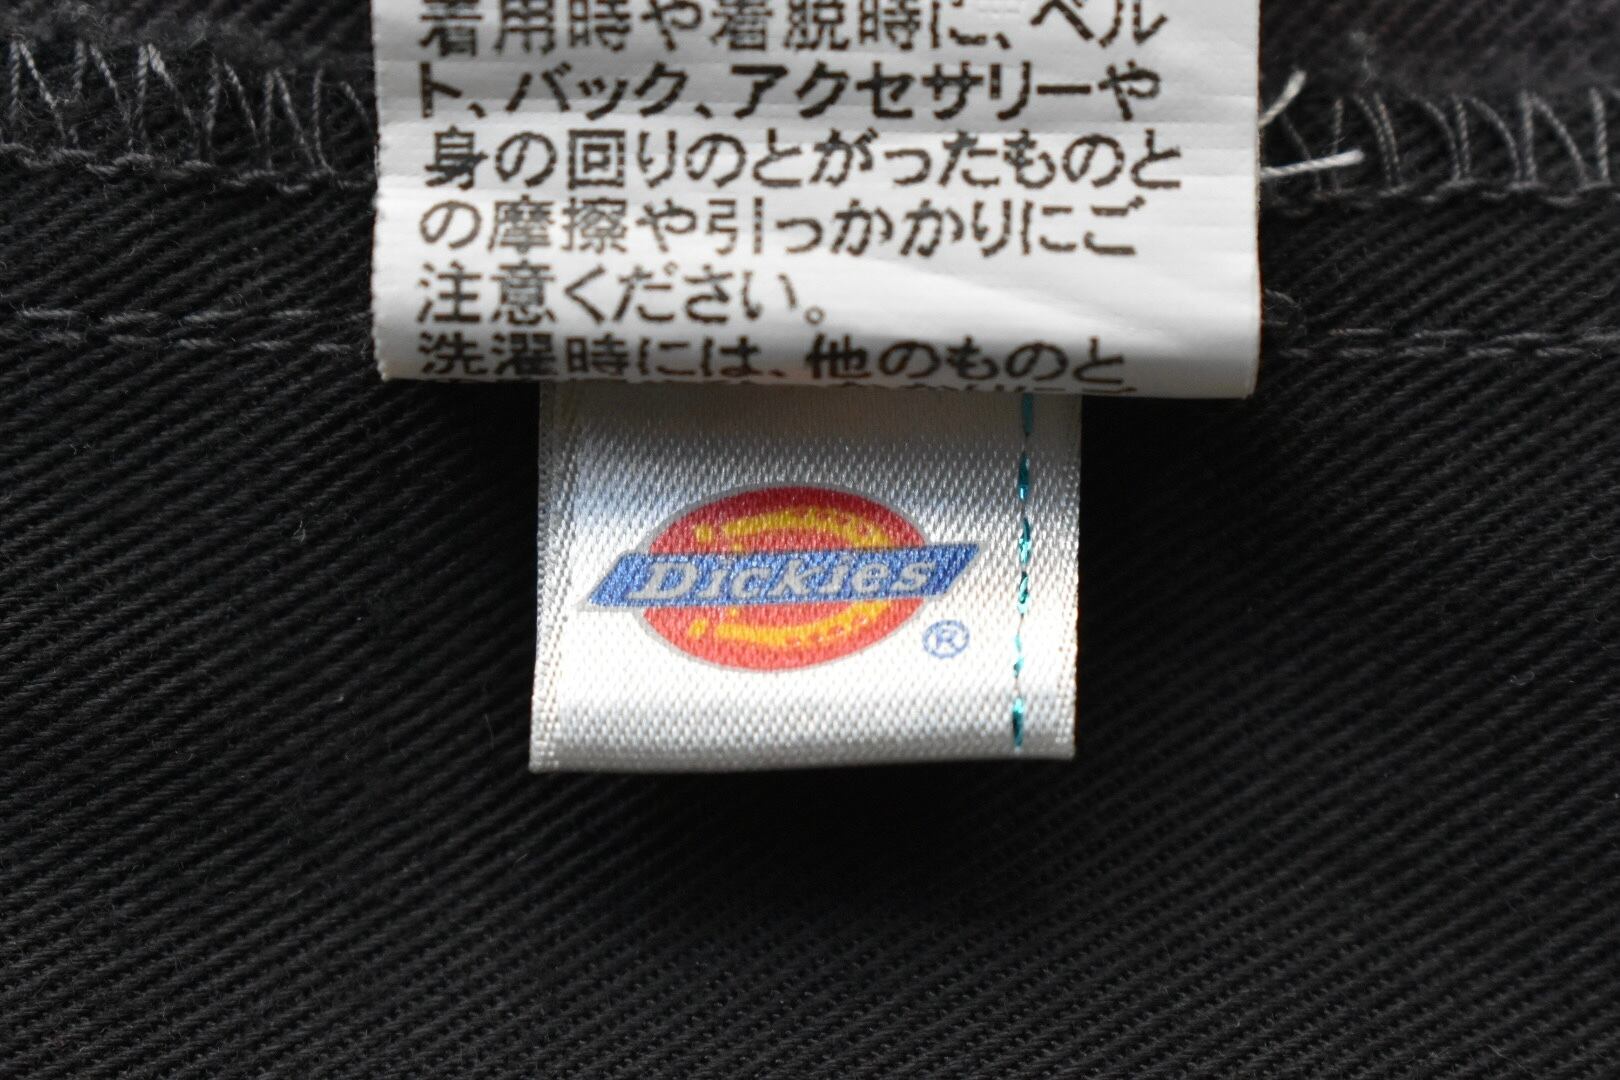 着用時や着脱時に、ベル
ト、バック、アクセサリーや
身の回りのとがったものと
の摩擦や引っかかりにご
注意ください。
洗濯時には、他のものと
Dickies
®